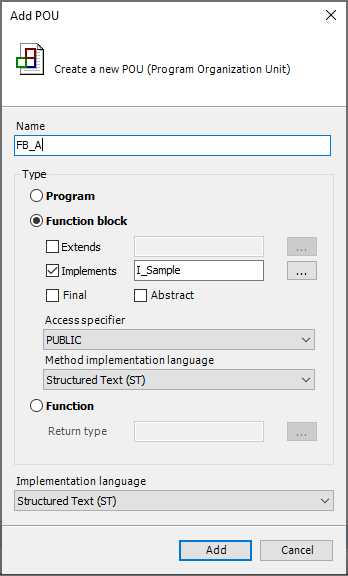 Add POU
Create a new POU (Program Organization Unit)
Name
FB_A
Type
Program
Function block
Extends
...
Implements
I_Sample
...
Final
Abstract
Access specifier
PUBLIC
Method implementation language
Structured Text (ST)
Function
Return type
...
Implementation language
Structured Text (ST)
Add
Cancel